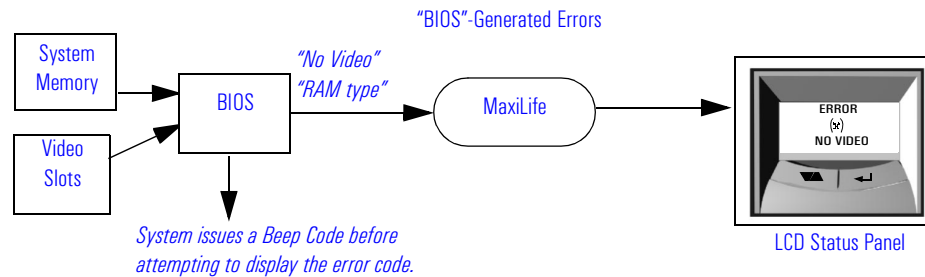 "BIOS"-Generated Errors
System
Memory
Video
Slots
BIOS
"No Video"
"RAM type"
MaxiLife
ERROR
(x)
NO VIDEO
LCD Status Panel
System issues a Beep Code before
attempting to display the error code.